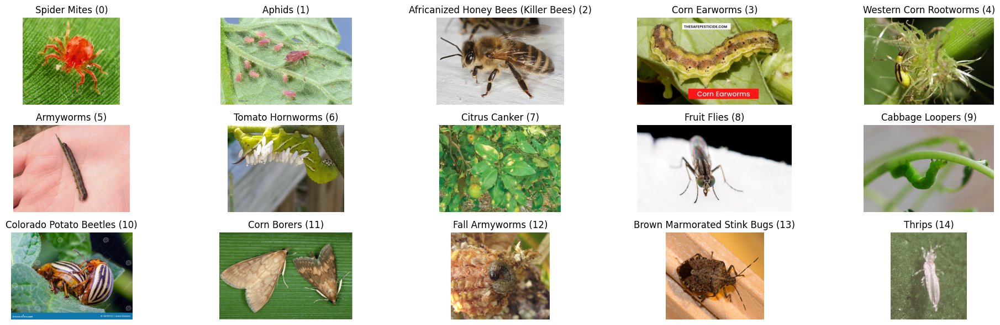 Spider Mites (0)
Aphids (1)
Africanized Honey Bees (Killer Bees) (2)
Corn Earworms (3)
Western Corn Rootworms (4)
THESAFEPESTICIDE.COM
Corn Earworms
Armyworms (5)
Tomato Hornworms (6)
Citrus Canker (7)
Fruit Flies (8)
Cabbage Loopers (9)
Colorado Potato Beetles (10)
Corn Borers (11)
Fall Armyworms (12)
Brown Marmorated Stink Bugs (13)
Thrips (14)
dreamstime.com